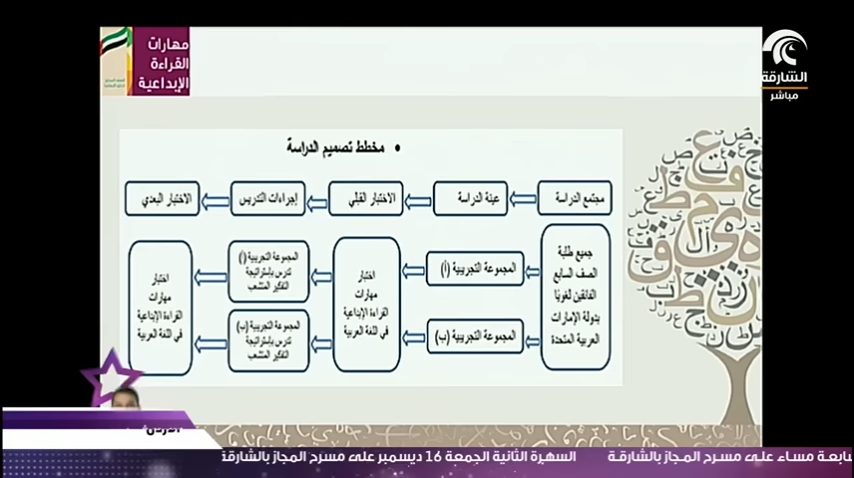 مهارات
القراءة
الإبداعية
الشارقة
مباشر
• مخطط تصميم الدراسة
مجتمع الدراسة
عينة الدراسة
الاختبار القبلي
إجراءات التدريس
الاختبار البعدي
جميع طلبة
الصف السابع
الفائقين لغويًا
بدولة الإمارات
العربية المتحدة
المجموعة التجريبية (أ)
المجموعة التجريبية (ب)
اختبار
مهارات
القراءة الإبداعية
في اللغة العربية
المجموعة التجريبية (أ)
تدرس بإستراتيجية
التفكير المتشعب
المجموعة التجريبية (ب)
تدرس بإستراتيجية
التفكير المتشعب
اختبار
مهارات
القراءة الإبداعية
في اللغة العربية
مساء على مسرح المجاز بالشارقة السهرة الثانية الجمعة 16 ديسمبر على مسرح المجاز بالشارقة